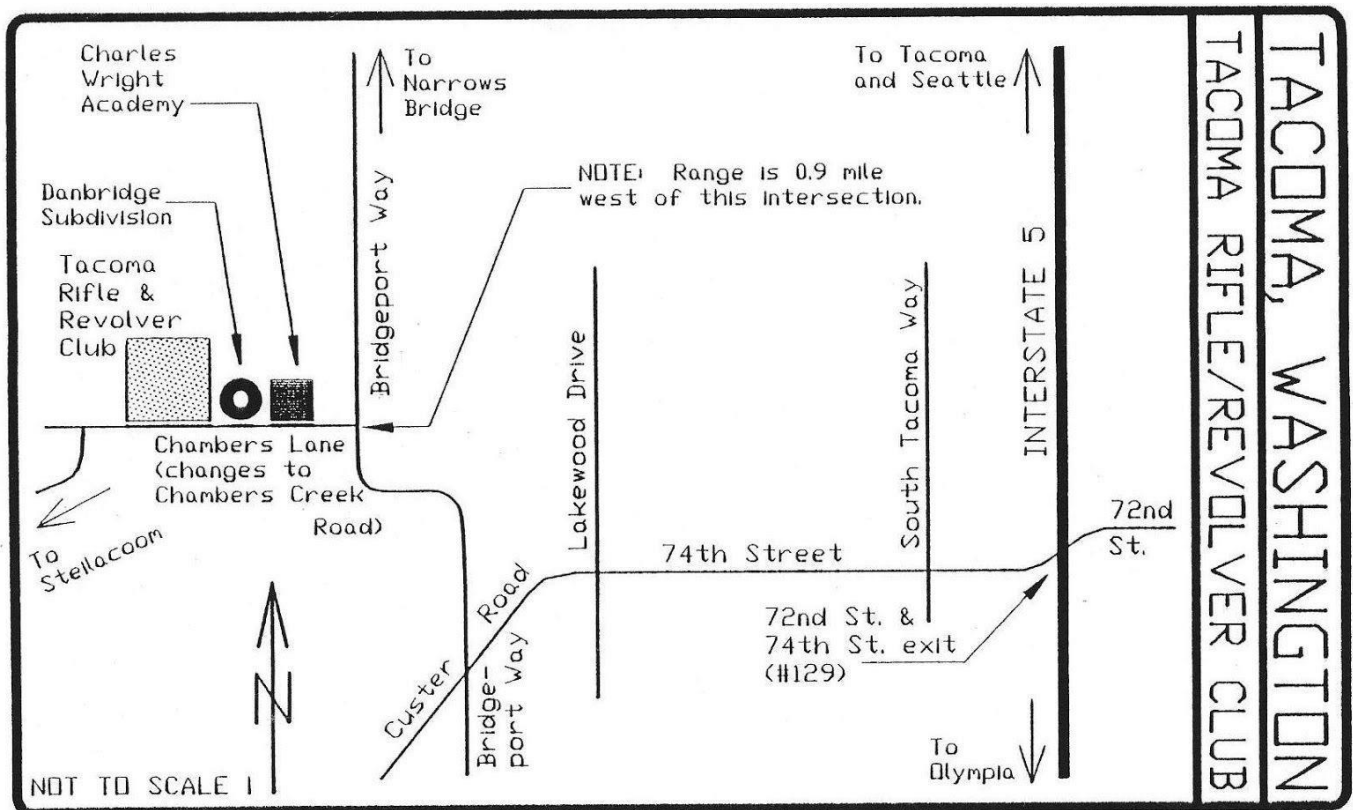 Charles
Wright
Academy
To
Narrows
Bridge
To Tacoma
and Seattle
Danbridge
Subdivision
NOTE: Range is 0.9 mile
west of this intersection.
Tacoma
Rifle &
Revolver
Club
Bridgeport Way
Lakewood Drive
South Tacoma Way
INTERSTATE 5
Chambers Lane
(changes to
Chambers Creek
Road)
To
Steilacoom
74th Street
72nd
St.
72nd St. &
74th St. exit
(#129)
Custer Road
Bridge-
port Way
To
Olympia
N
NOT TO SCALE !
TACOMA, WASHINGTON
TACOMA RIFLE/REVOLVER CLUB